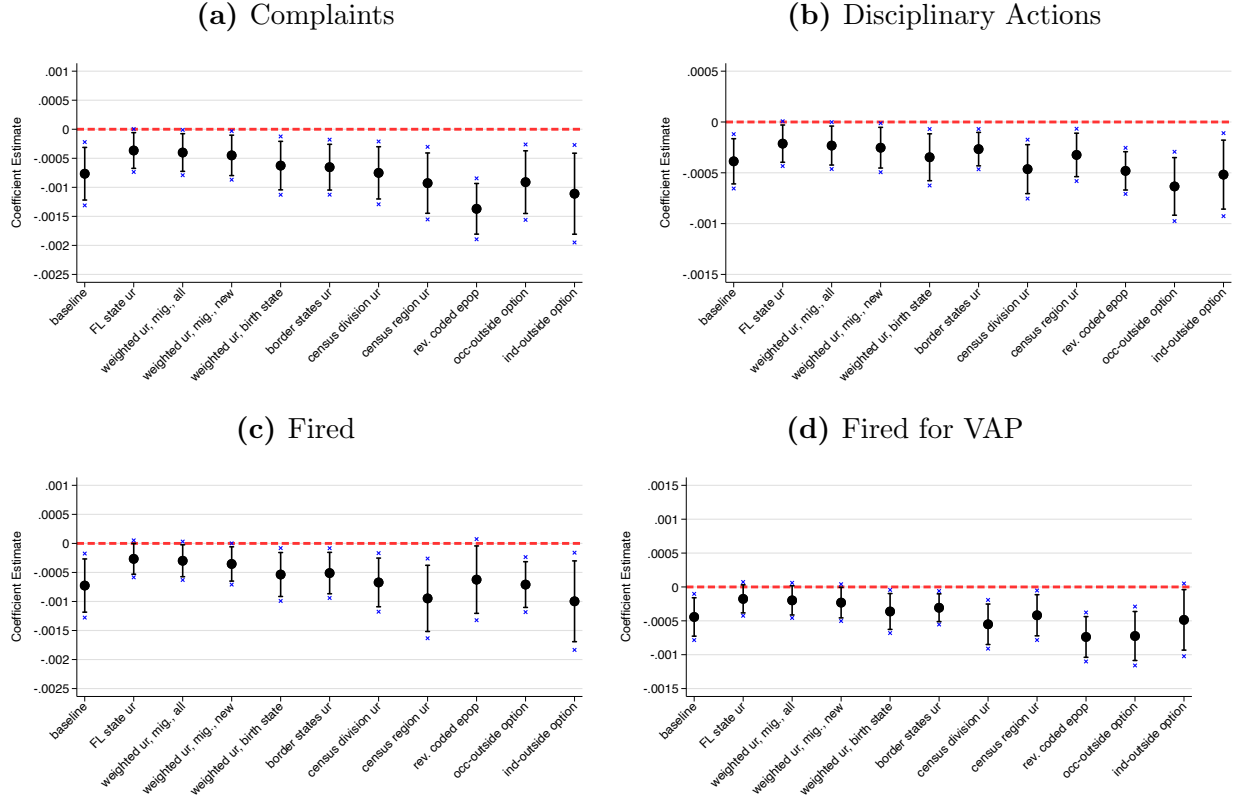 (a) Complaints
.001
.0005
0
-.0005
-.001
-.0015
-.002
-.0025
Coefficient Estimate
baseline
FL state ur
weighted ur, mig., all
weighted ur, mig., new
weighted ur, birth state
border states ur
census division ur
census region ur
rev. coded epop
occ-outside option
ind-outside option
(b) Disciplinary Actions
.0005
0
-.0005
-.001
-.0015
Coefficient Estimate
baseline
FL state ur
weighted ur, mig., all
weighted ur, mig., new
weighted ur, birth state
border states ur
census division ur
census region ur
rev. coded epop
occ-outside option
ind-outside option
(c) Fired
.001
.0005
0
-.0005
-.001
-.0015
-.002
-.0025
Coefficient Estimate
baseline
FL state ur
weighted ur, mig., all
weighted ur, mig., new
weighted ur, birth state
border states ur
census division ur
census region ur
rev. coded epop
occ-outside option
ind-outside option
(d) Fired for VAP
.0015
.001
.0005
0
-.0005
-.001
-.0015
Coefficient Estimate
baseline
FL state ur
weighted ur, mig., all
weighted ur, mig., new
weighted ur, birth state
border states ur
census division ur
census region ur
rev. coded epop
occ-outside option
ind-outside option